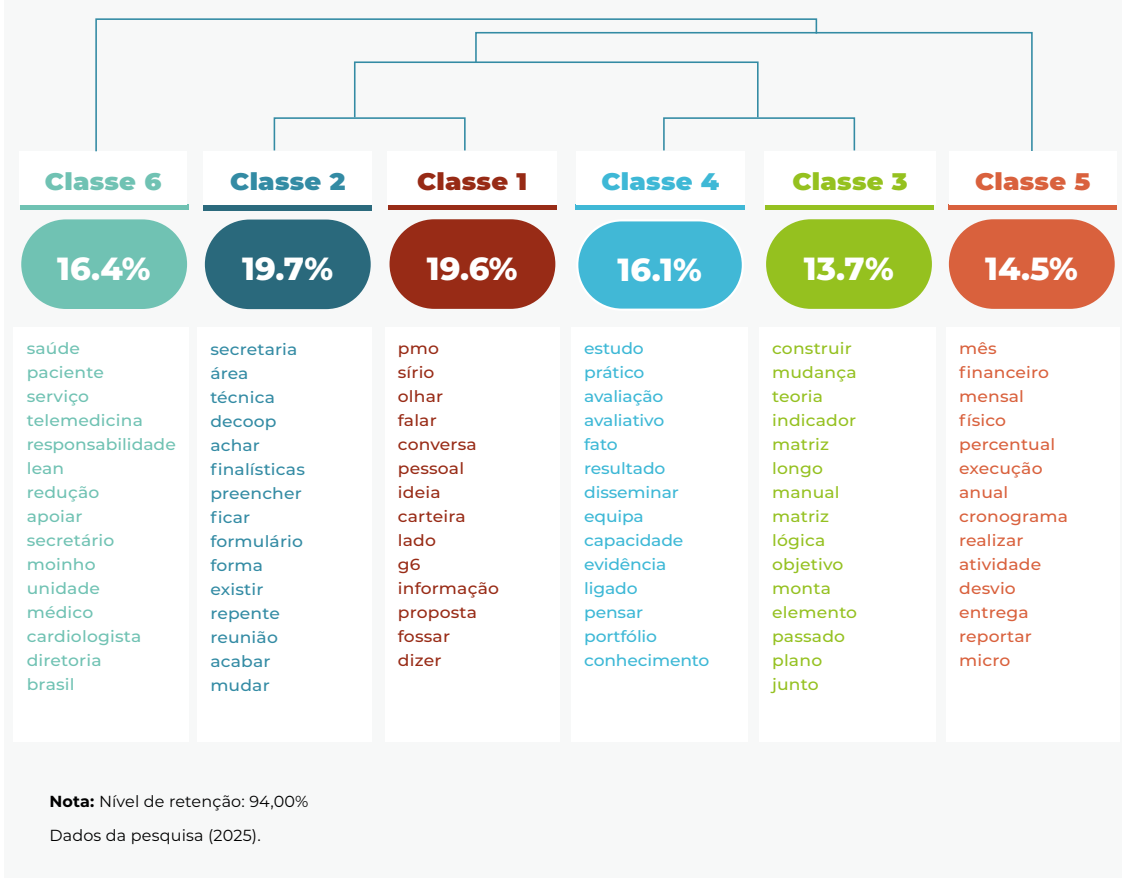 Classe 6
Classe 2
Classe 1
Classe 4
Classe 3
Classe 5
16.4%
19.7%
19.6%
16.1%
13.7%
14.5%
saúde
paciente
serviço
telemedicina
responsabilidade
lean
redução
apoiar
secretário
moinho
unidade
médico
cardiologista
diretoria
brasil
secretaria
área
técnica
decoop
achar
finalísticas
preencher
ficar
formulário
forma
existir
repente
reunião
acabar
mudar
pmo
sírio
olhar
falar
conversa
pessoal
ideia
carteira
lado
g6
informação
proposta
fossar
dizer
estudo
prático
avaliação
avaliativo
fato
resultado
disseminar
equipa
capacidade
evidência
ligado
pensar
portfólio
conhecimento
construir
mudança
teoria
indicador
matriz
longo
manual
matriz
lógica
objetivo
monta
elemento
passado
plano
junto
mês
financeiro
mensal
físico
percentual
execução
anual
cronograma
realizar
atividade
desvio
entrega
reportar
micro
Nota: Nível de retenção: 94,00%
Dados da pesquisa (2025).